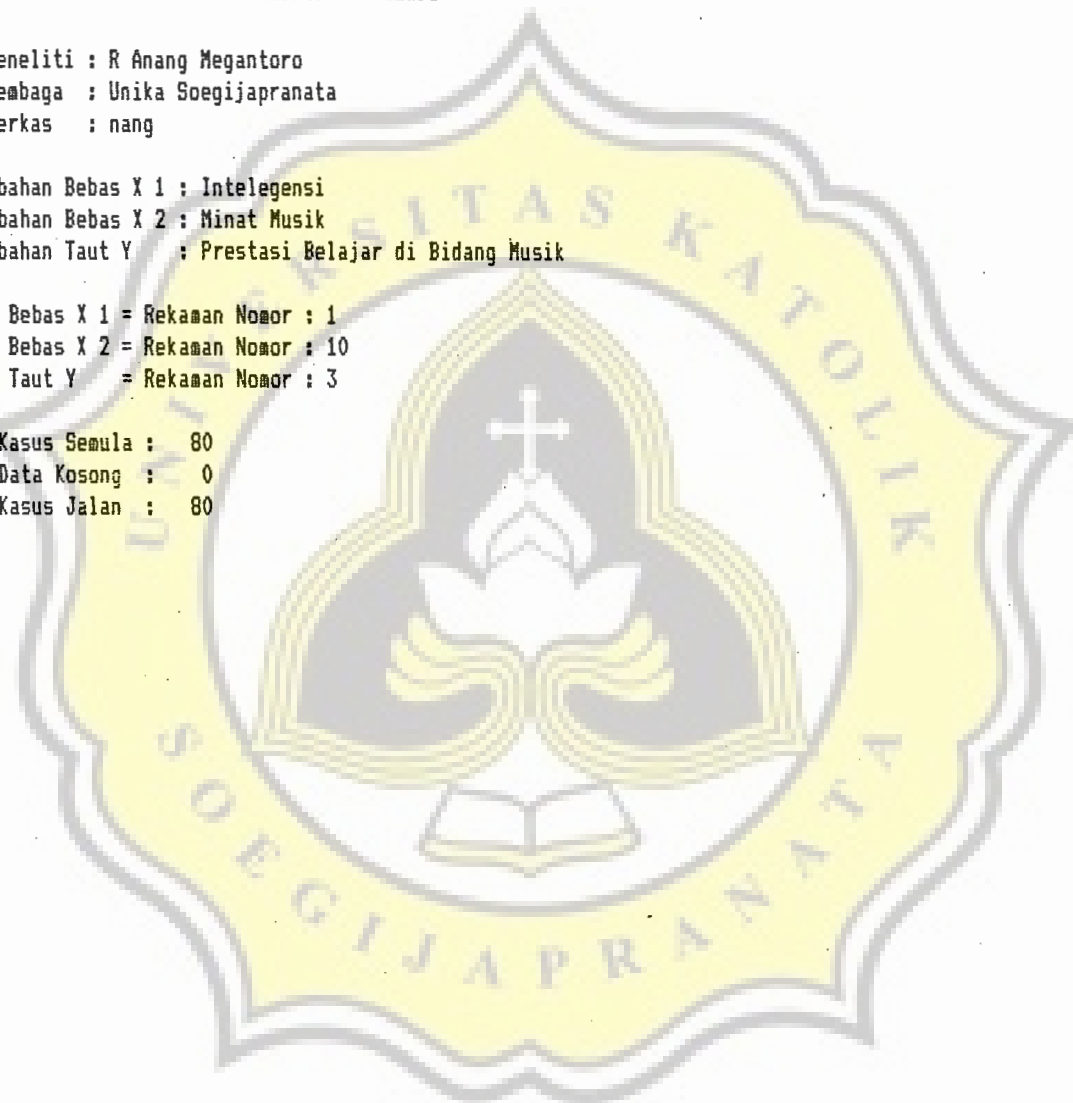 eneliti : R Anang Megantoro
embaga : Unika Soegijapranata
erkas : nang
bahan Bebas X 1 : Intelegensi
bahan Bebas X 2 : Minat Musik
bahan Taut Y : Prestasi Belajar di Bidang Musik
Bebas X 1 = Rekaman Nomor : 1
Bebas X 2 = Rekaman Nomor : 10
Taut Y = Rekaman Nomor : 3
Kasus Semula : 80
Data Kosong : 0
Kasus Jalan : 80
UNIVERSITAS KATOLIK
SOEGIJAPRANATA